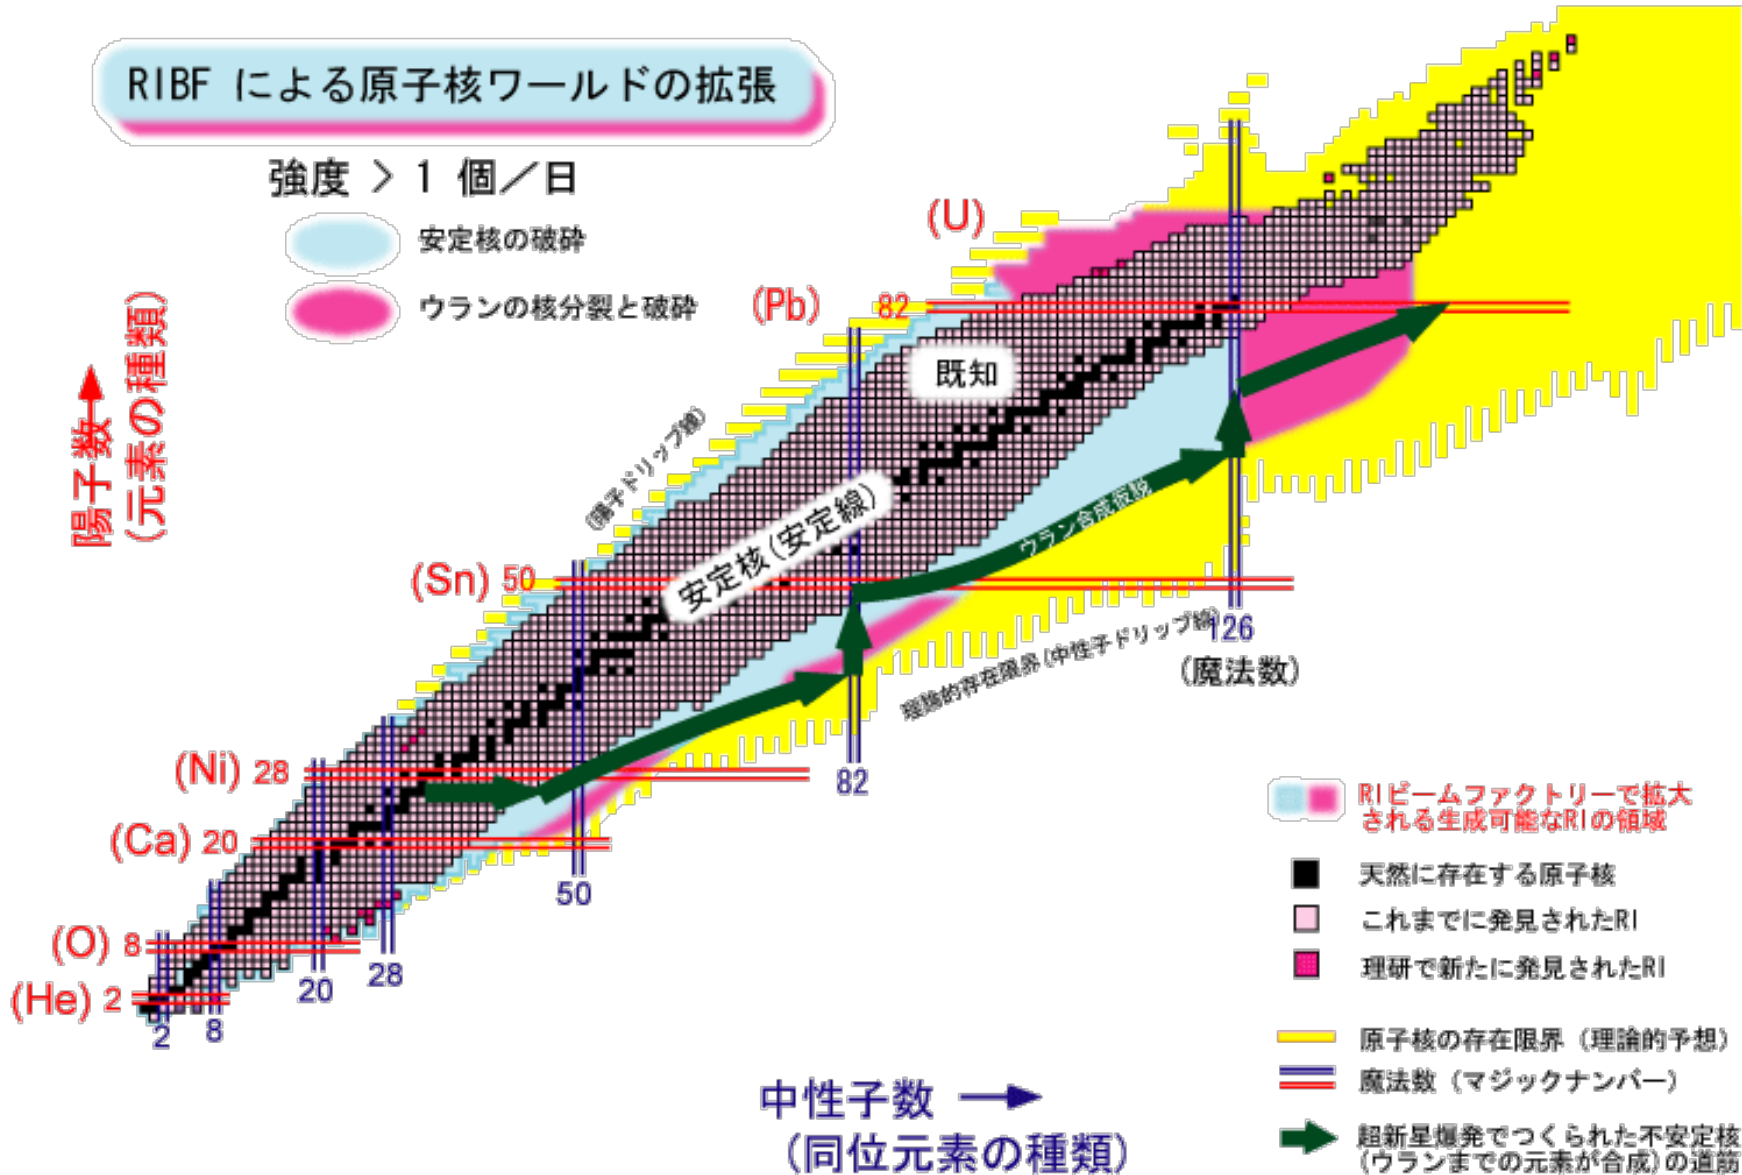 RIBF による原子核ワールドの拡張
強度 > 1 個/日
安定核の破砕
ウランの核分裂と破砕
陽子数→
(元素の種類)
(U)
(Pb) 82
既知
(陽子ドリップ線)
安定核(安定線)
ウラン合成仮説
(Sn) 50
126
(魔法数)
理論的存在限界(中性子ドリップ線)
(Ni) 28
82
(Ca) 20
50
(O) 8
28
20
(He) 2
8
2
中性子数 →
(同位元素の種類)
RIビームファクトリーで拡大
される生成可能なRIの領域
天然に存在する原子核
これまでに発見されたRI
理研で新たに発見されたRI
原子核の存在限界 (理論的予想)
魔法数 (マジックナンバー)
超新星爆発でつくられた不安定核
(ウランまでの元素が合成)の道筋